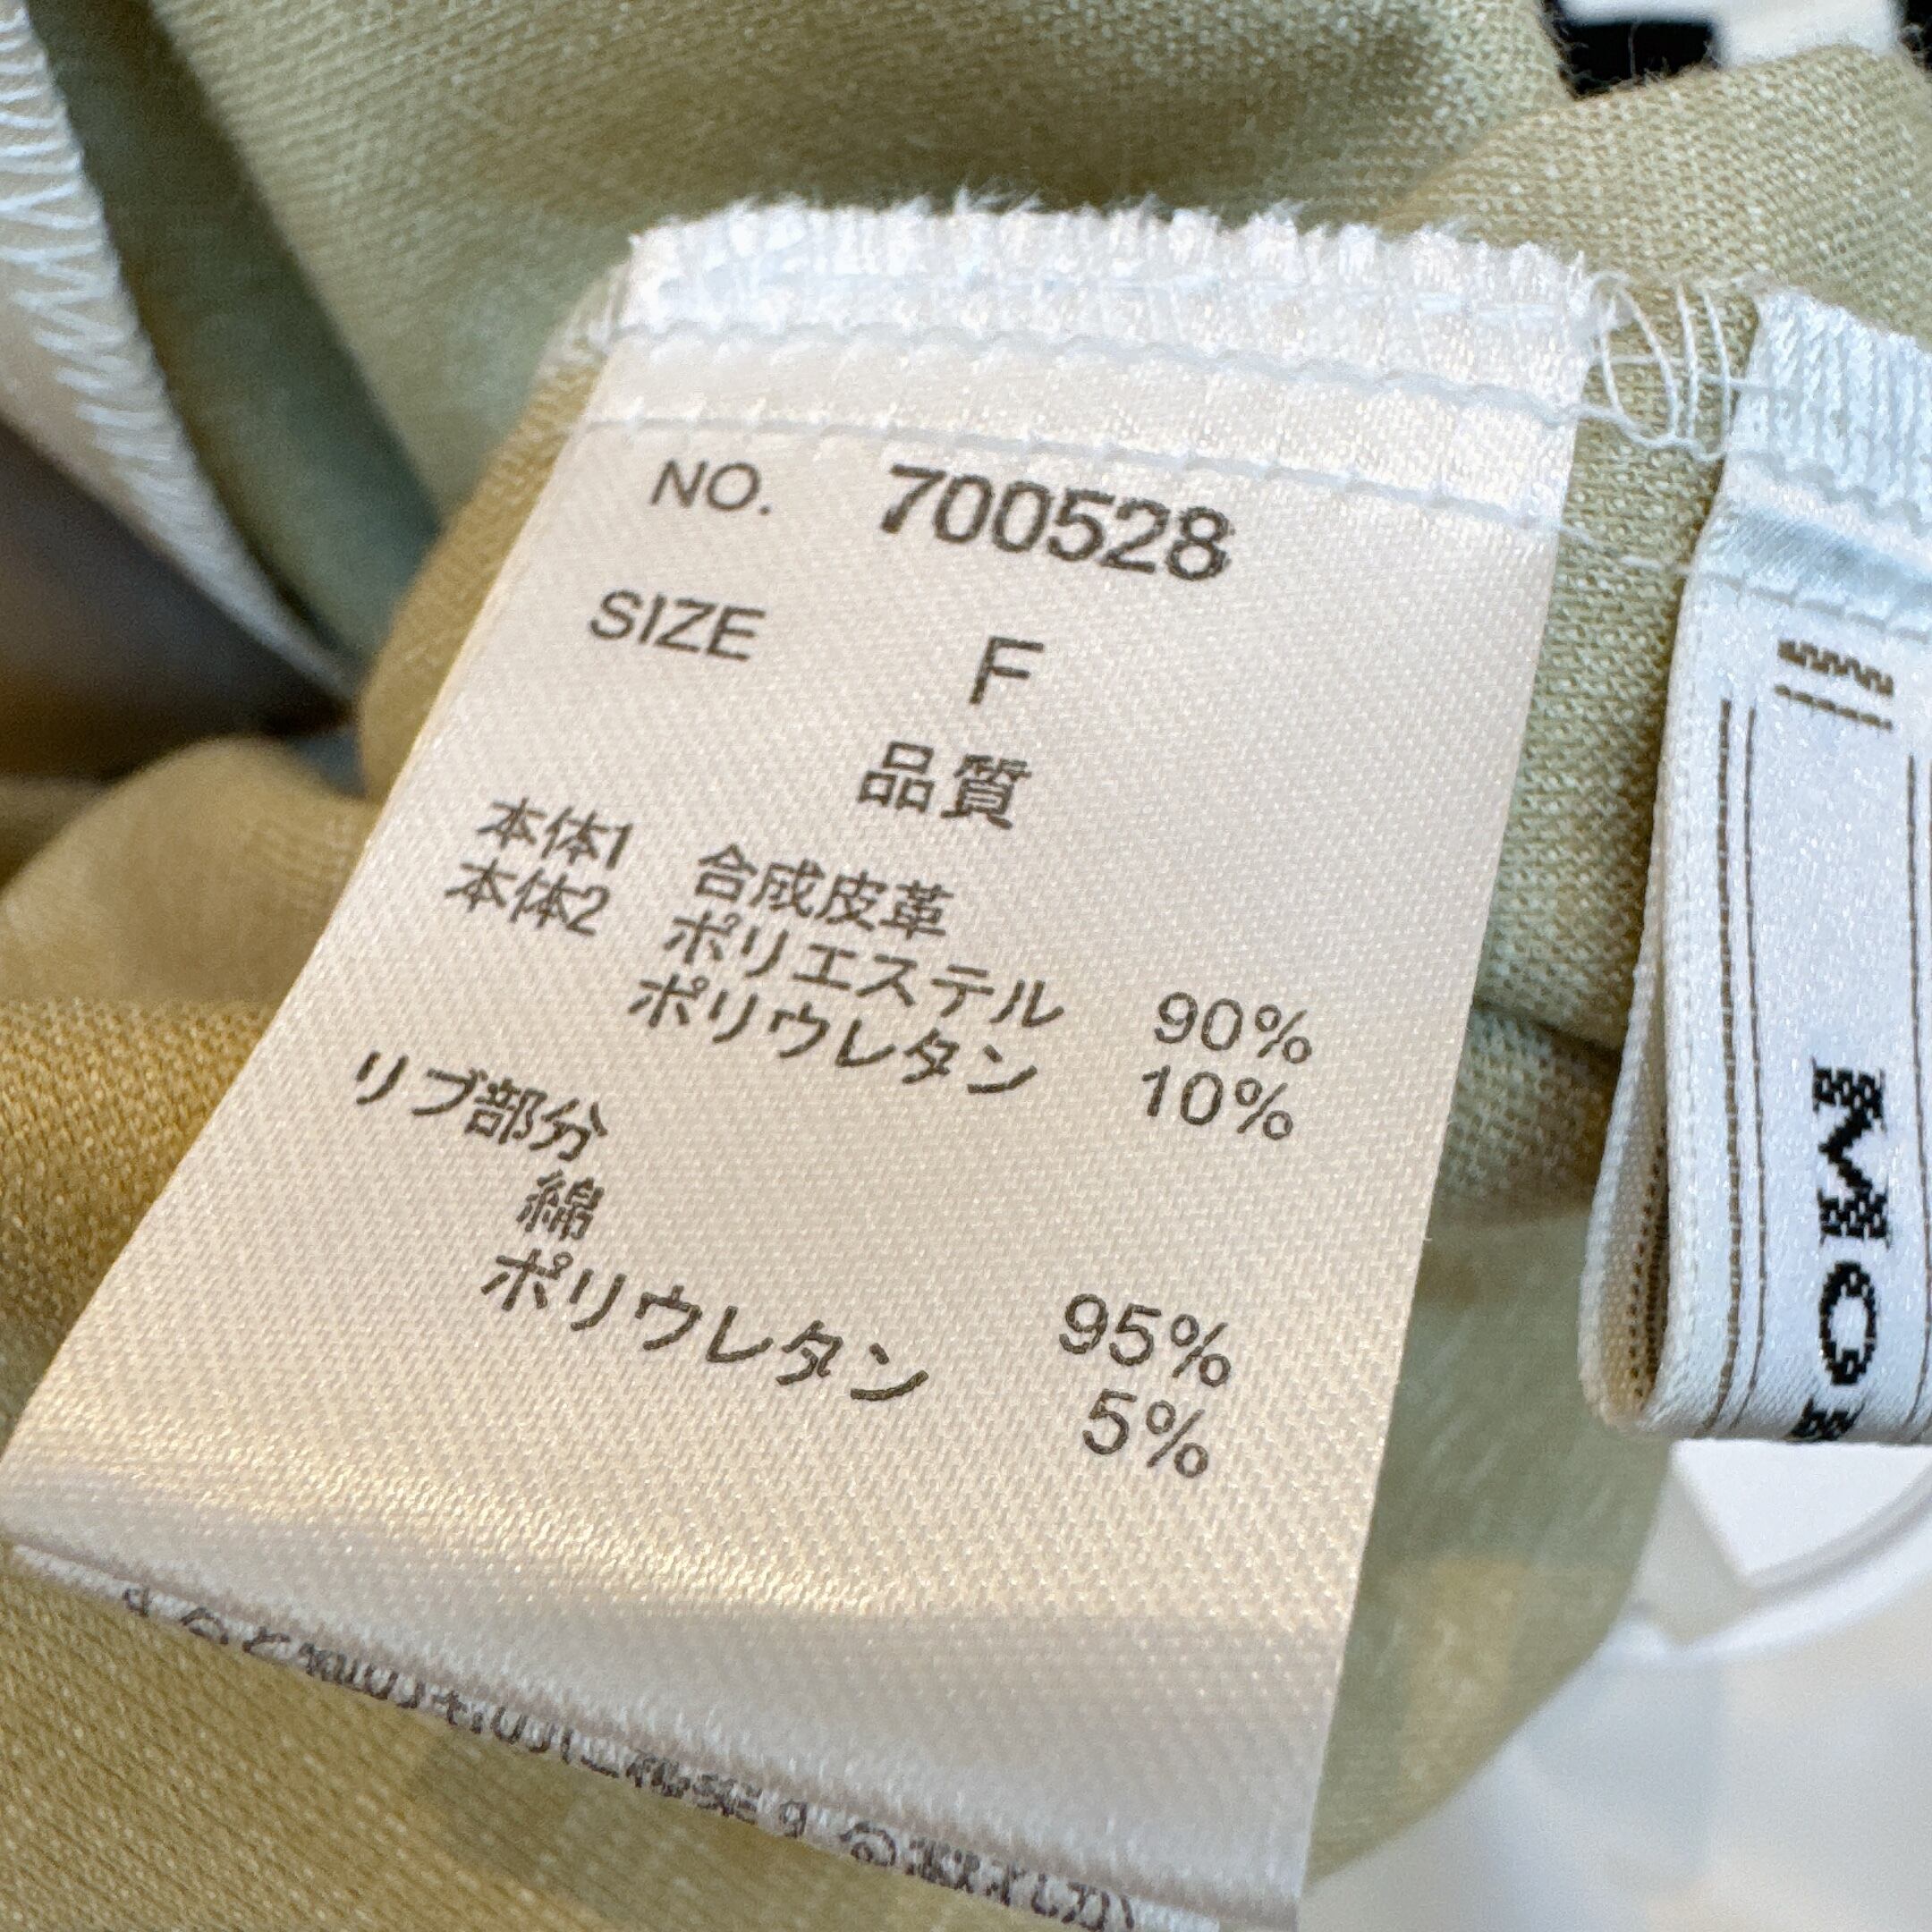 NO. 700528
SIZE F
品質
本体1 合成皮革
本体2 ポリエステル 90%
ポリウレタン 10%
リブ部分
綿 95%
ポリウレタン 5%